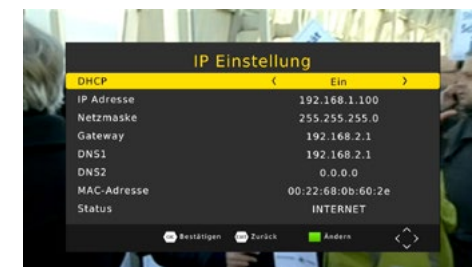 IP Einstellung
DHCP < Ein >
IP Adresse 192.168.1.100
Netzmaske 255.255.255.0
Gateway 192.168.2.1
DNS1 192.168.2.1
DNS2 0.0.0.0
MAC-Adresse 00:22:68:0b:60:2e
Status INTERNET
OK Bestätigen EXIT Zurück Ändern